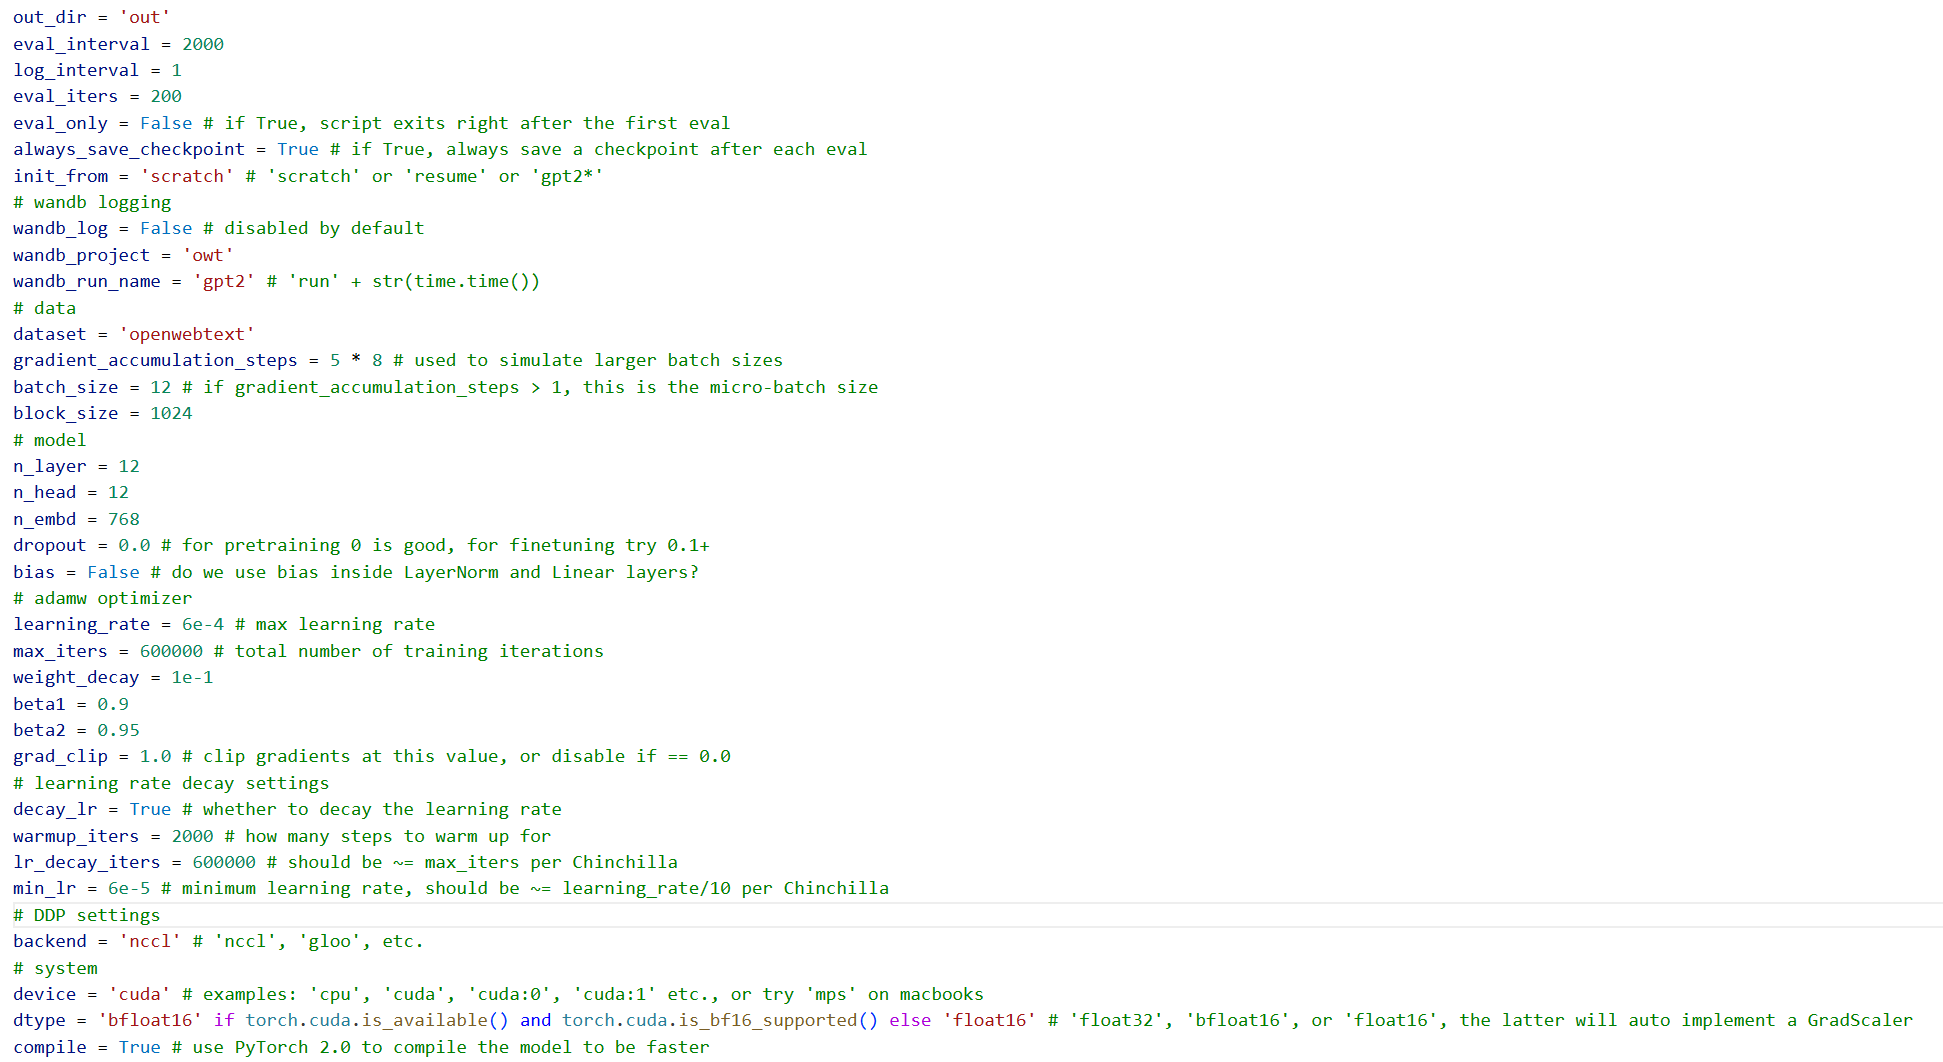 out_dir = 'out'
eval_interval = 2000
log_interval = 1
eval_iters = 200
eval_only = False # if True, script exits right after the first eval
always_save_checkpoint = True # if True, always save a checkpoint after each eval
init_from = 'scratch' # 'scratch' or 'resume' or 'gpt2*'
# wandb logging
wandb_log = False # disabled by default
wandb_project = 'owt'
wandb_run_name = 'gpt2' # 'run' + str(time.time())
# data
dataset = 'openwebtext'
gradient_accumulation_steps = 5 * 8 # used to simulate larger batch sizes
batch_size = 12 # if gradient_accumulation_steps > 1, this is the micro-batch size
block_size = 1024
# model
n_layer = 12
n_head = 12
n_embd = 768
dropout = 0.0 # for pretraining 0 is good, for finetuning try 0.1+
bias = False # do we use bias inside LayerNorm and Linear layers?
# adamw optimizer
learning_rate = 6e-4 # max learning rate
max_iters = 600000 # total number of training iterations
weight_decay = 1e-1
beta1 = 0.9
beta2 = 0.95
grad_clip = 1.0 # clip gradients at this value, or disable if == 0.0
# learning rate decay settings
decay_lr = True # whether to decay the learning rate
warmup_iters = 2000 # how many steps to warm up for
lr_decay_iters = 600000 # should be ~= max_iters per Chinchilla
min_lr = 6e-5 # minimum learning rate, should be ~= learning_rate/10 per Chinchilla
# DDP settings
backend = 'nccl' # 'nccl', 'gloo', etc.
# system
device = 'cuda' # examples: 'cpu', 'cuda', 'cuda:0', 'cuda:1' etc., or try 'mps' on macbooks
dtype = 'bfloat16' if torch.cuda.is_available() and torch.cuda.is_bf16_supported() else 'float16' # 'float32', 'bfloat16', or 'float16', the latter will auto implement a GradScaler
compile = True # use PyTorch 2.0 to compile the model to be faster